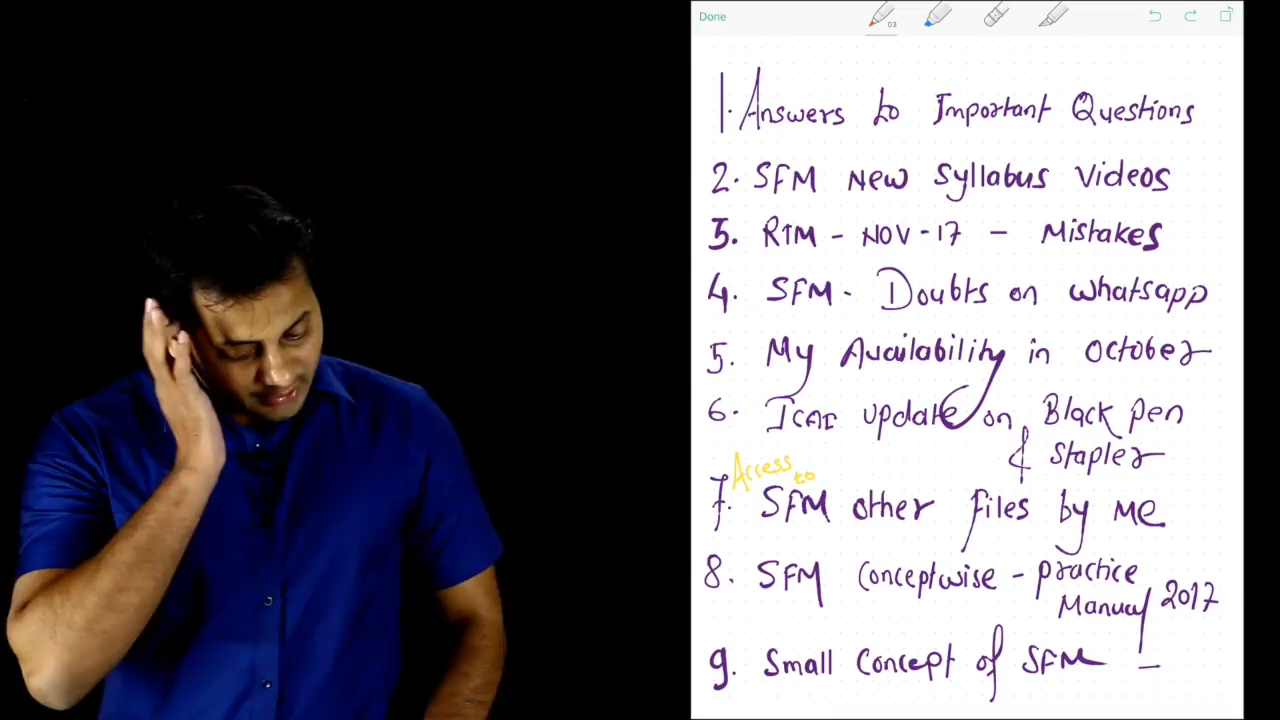 Done
03
1. Answers to Important Questions
2. SFM New Syllabus Videos
3. RTM - NOV-17 - Mistakes
4. SFM - Doubts on whatsapp
5. My Availability in October
6. ICAI update on Black pen
& Stapler
Access to
7. SFM other files by ME
8. SFM Conceptwise - practice
Manual 2017
9. Small Concept of SFM -